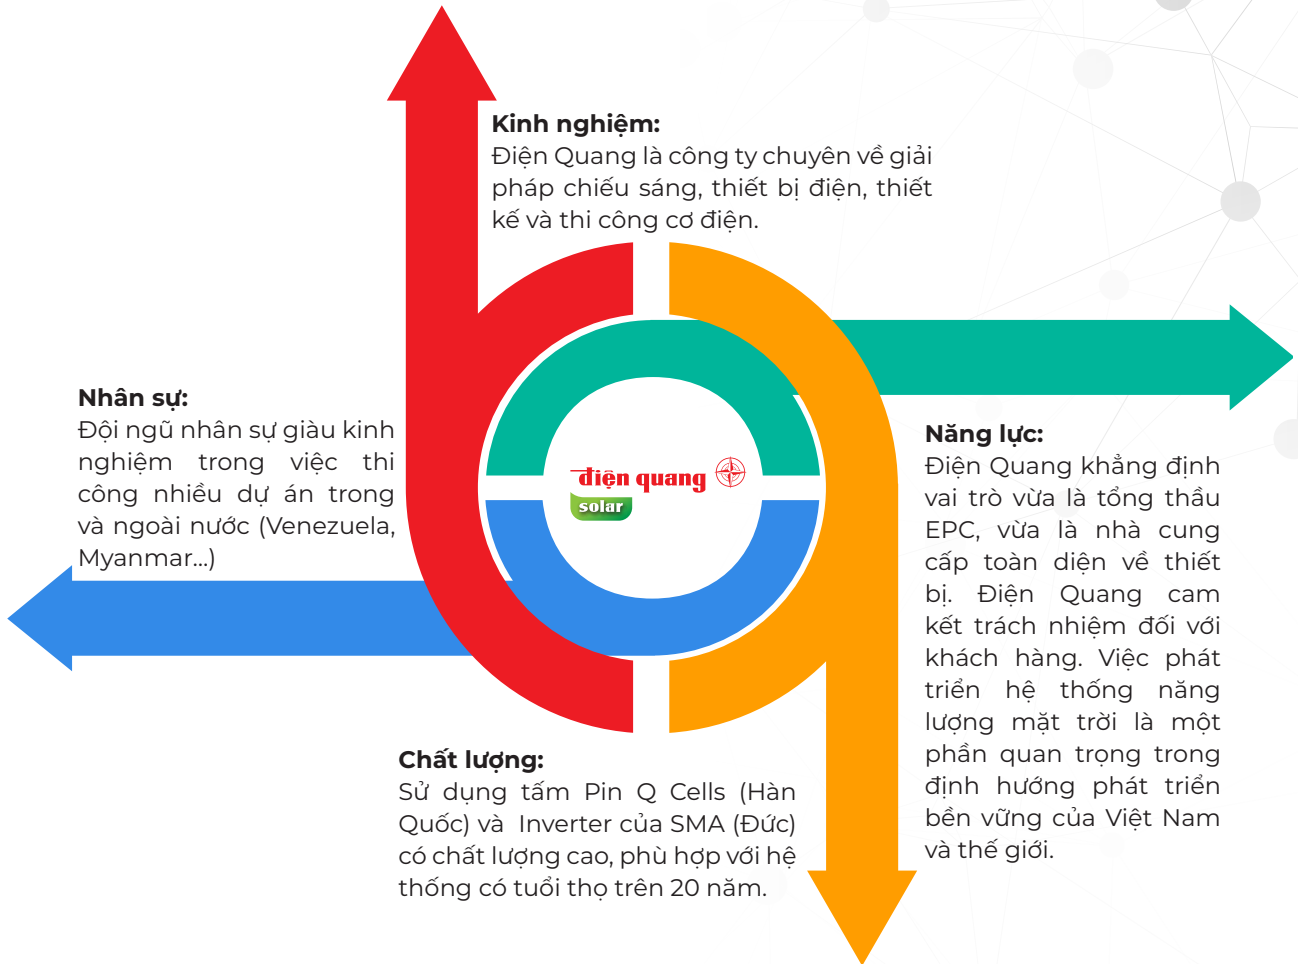 Kinh nghiệm:
Điện Quang là công ty chuyên về giải
pháp chiếu sáng, thiết bị điện, thiết
kế và thi công cơ điện.
Nhân sự:
Đội ngũ nhân sự giàu kinh
nghiệm trong việc thi
công nhiều dự án trong
và ngoài nước (Venezuela,
Myanmar...)
điện quang
solar
Năng lực:
Điện Quang khẳng định
vai trò vừa là tổng thầu
EPC, vừa là nhà cung
cấp toàn diện về thiết
bị. Điện Quang cam
kết trách nhiệm đối với
khách hàng. Việc phát
triển hệ thống năng
lượng mặt trời là một
phần quan trọng trong
định hướng phát triển
bền vững của Việt Nam
và thế giới.
Chất lượng:
Sử dụng tấm Pin Q Cells (Hàn
Quốc) và Inverter của SMA (Đức)
có chất lượng cao, phù hợp với hệ
thống có tuổi thọ trên 20 năm.